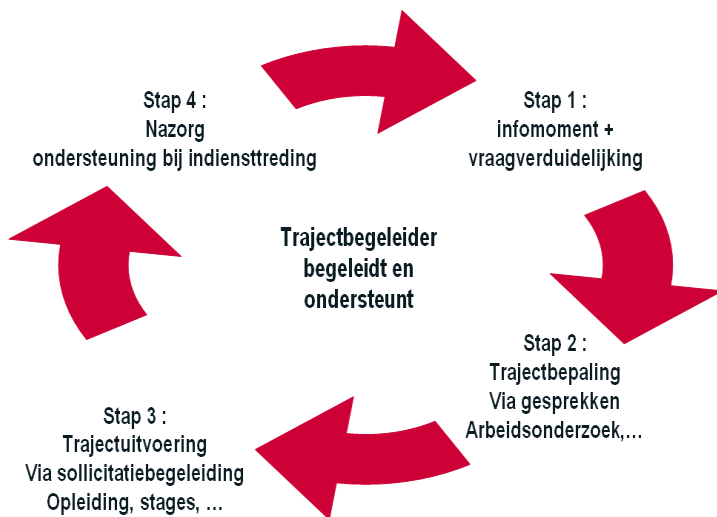 Stap 1 :
infomoment +
vraagverduidelijking
Stap 2 :
Trajectbepaling
Via gesprekken
Arbeidsonderzoek,...
Stap 3 :
Trajectuitvoering
Via sollicitatiebegeleiding
Opleiding, stages, ...
Stap 4 :
Nazorg
ondersteuning bij indiensttreding
Trajectbegeleider
begeleidt en
ondersteunt